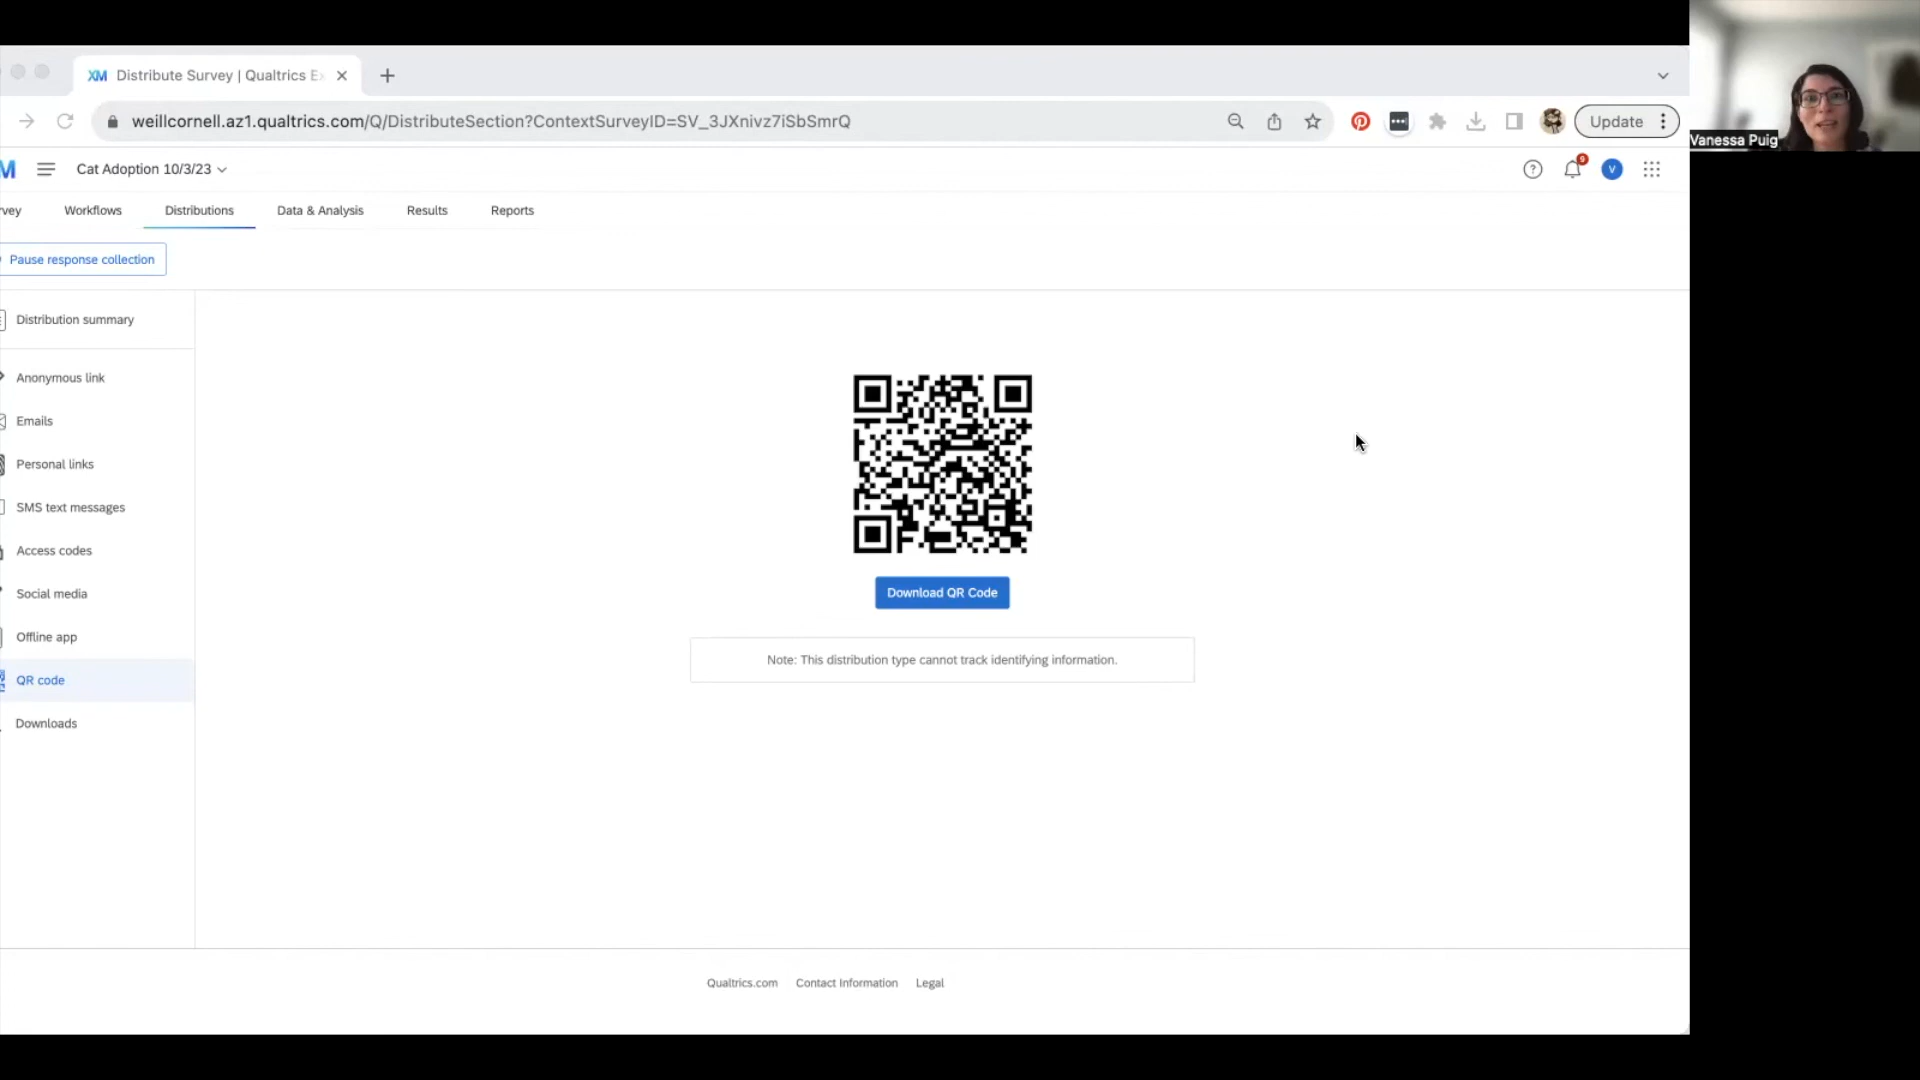 XM Distribute Survey | Qualtrics Ex
weillcornell.az1.qualtrics.com/Q/DistributeSection?ContextSurveyID=SV_3JXnivz7iSbSmrQ
Update
Vanessa Puig
M
Cat Adoption 10/3/23
9
V
vey
Workflows
Distributions
Data & Analysis
Results
Reports
Pause response collection
Distribution summary
Anonymous link
Emails
Personal links
SMS text messages
Access codes
Social media
Offline app
QR code
Downloads
Download QR Code
Note: This distribution type cannot track identifying information.
Qualtrics.com
Contact Information
Legal